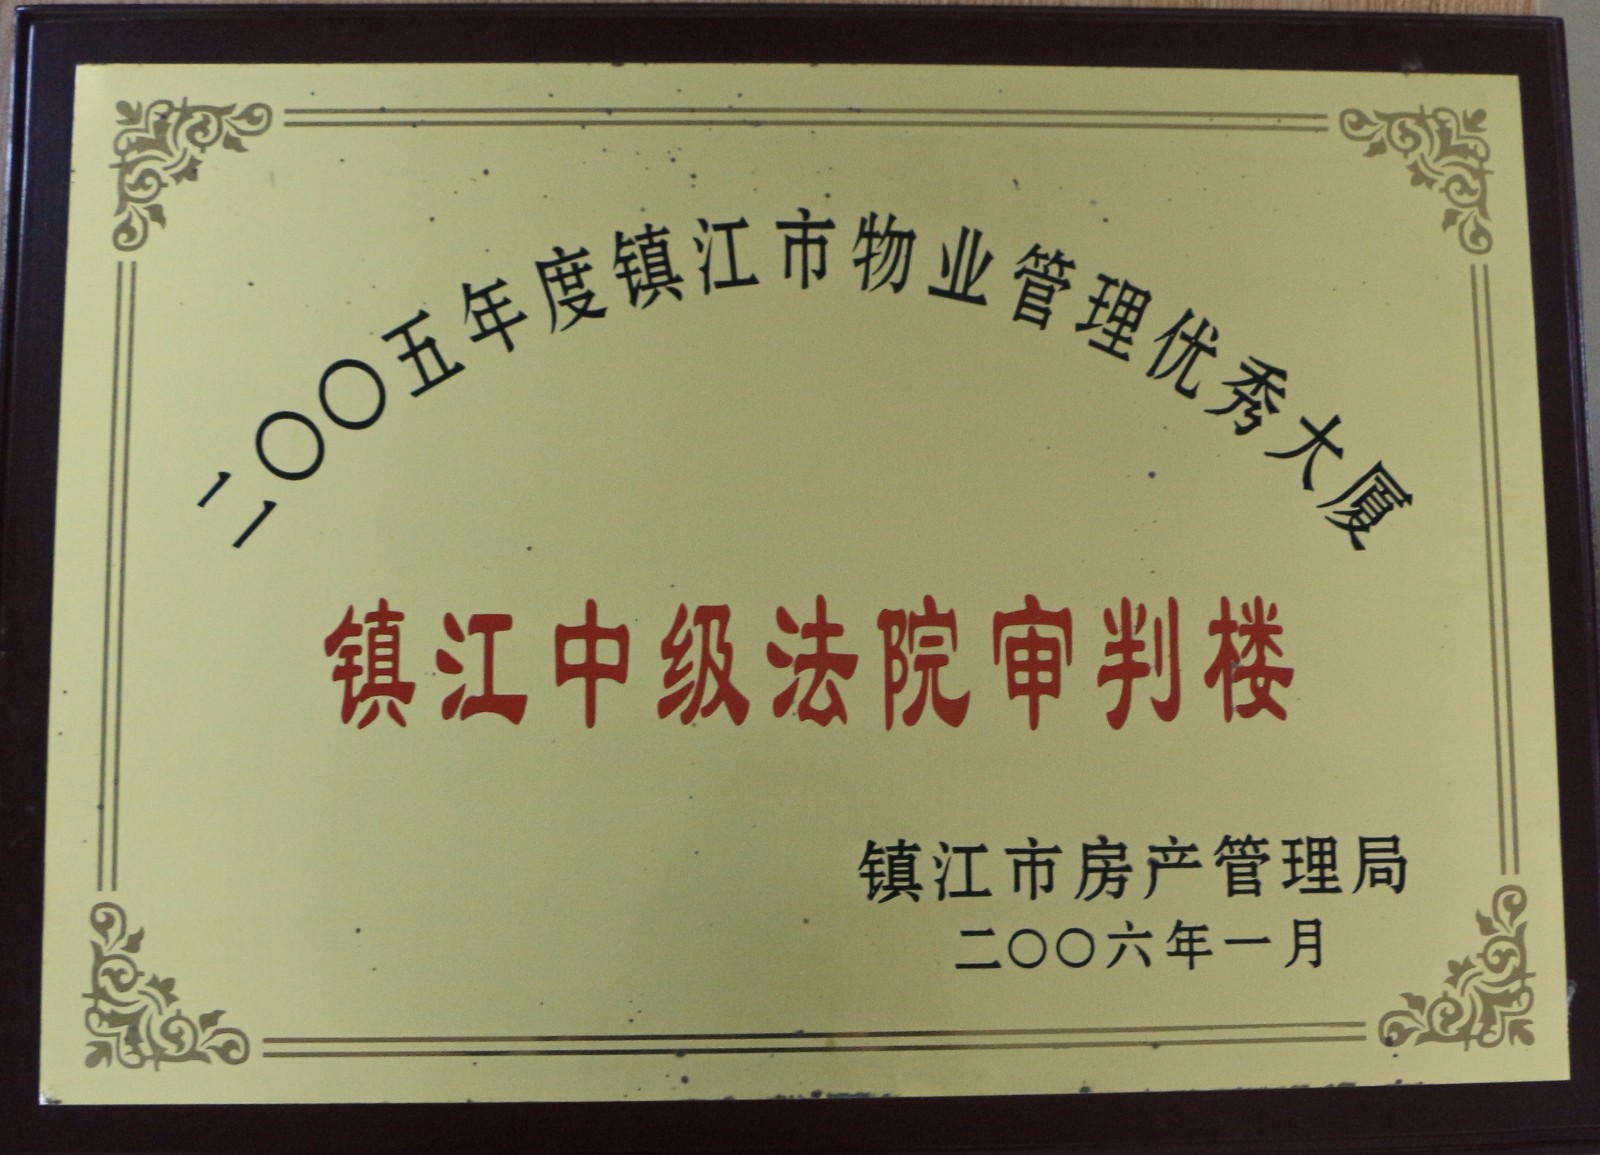 二〇〇五年度镇江市物业管理优秀大厦
镇江中级法院审判楼
镇江市房产管理局
二〇〇六年一月